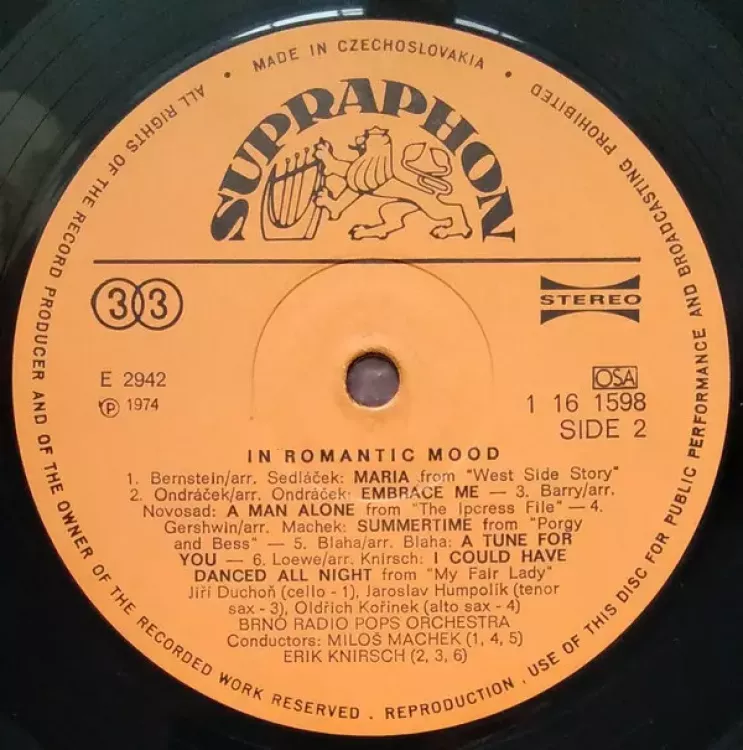 • MADE IN CZECHOSLOVAKIA •
ALL RIGHTS OF THE RECORD PRODUCER AND OF THE OWNER OF THE RECORDED WORK RESERVED . REPRODUCTION . USE OF THIS DISC FOR PUBLIC PERFORMANCE AND BROADCASTING PROHIBITED
SUPRAPHON
33
STEREO
E 2942
Ⓟ 1974
OSA
1 16 1598
SIDE 2
IN ROMANTIC MOOD
1. Bernstein/arr. Sedláček: MARIA from "West Side Story"
2. Ondráček/arr. Ondráček: EMBRACE ME — 3. Barry/arr.
Novosad: A MAN ALONE from "The Ipcress File" — 4.
Gershwin/arr. Machek: SUMMERTIME from "Porgy
and Bess" — 5. Blaha/arr. Blaha: A TUNE FOR
YOU — 6. Loewe/arr. Knirsch: I COULD HAVE
DANCED ALL NIGHT from "My Fair Lady"
Jiří Duchoň (cello - 1), Jaroslav Humpolík (tenor
sax - 3), Oldřich Kořínek (alto sax - 4)
BRNO RADIO POPS ORCHESTRA
Conductors: MILOŠ MACHEK (1, 4, 5)
ERIK KNIRSCH (2, 3, 6)